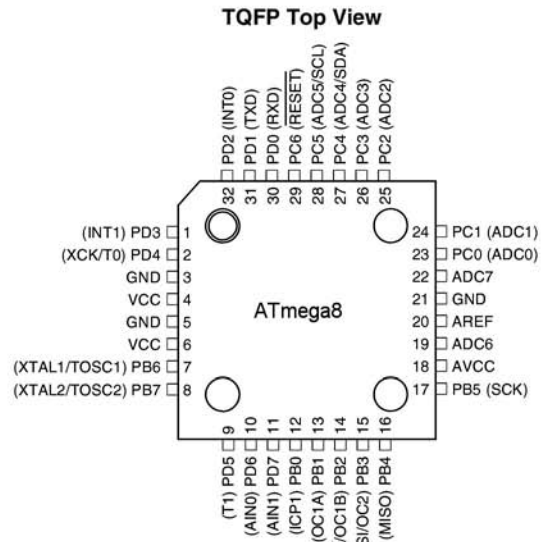 TQFP Top View
PD2 (INT0)
PD1 (TXD)
PD0 (RXD)
PC6 (RESET)
PC5 (ADC5/SCL)
PC4 (ADC4/SDA)
PC3 (ADC3)
PC2 (ADC2)
32 31 30 29 28 27 26 25
(INT1) PD3 1
(XCK/T0) PD4 2
GND 3
VCC 4
GND 5
VCC 6
(XTAL1/TOSC1) PB6 7
(XTAL2/TOSC2) PB7 8
ATmega8
24 PC1 (ADC1)
23 PC0 (ADC0)
22 ADC7
21 GND
20 AREF
19 ADC6
18 AVCC
17 PB5 (SCK)
9 10 11 12 13 14 15 16
(T1) PD5
(AIN0) PD6
(AIN1) PD7
(ICP1) PB0
(OC1A) PB1
/OC1B) PB2
SI/OC2) PB3
(MISO) PB4